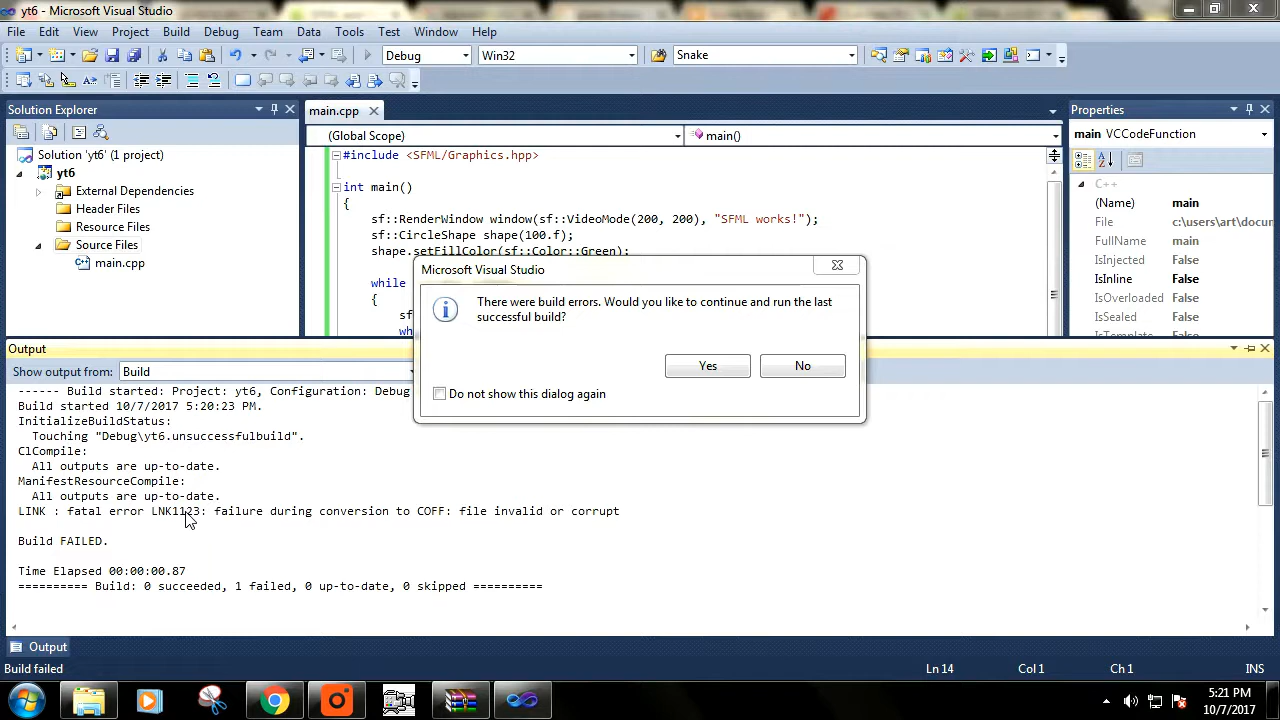 yt6 - Microsoft Visual Studio
File Edit View Project Build Debug Team Data Tools Test Window Help
Debug Win32 Snake
Solution Explorer
Solution 'yt6' (1 project)
yt6
External Dependencies
Header Files
Resource Files
Source Files
main.cpp
main.cpp
(Global Scope) main()
#include <SFML/Graphics.hpp>
int main()
{
sf::RenderWindow window(sf::VideoMode(200, 200), "SFML works!");
sf::CircleShape shape(100.f);
shape.setFillColor(sf::Color::Green);
while
{
sf
wh
Properties
main VCCodeFunction
C++
(Name) main
File c:\users\art\docu
FullName main
IsInjected False
IsInline False
IsOverloaded False
IsSealed False
IsTemplate False
Microsoft Visual Studio
There were build errors. Would you like to continue and run the last
successful build?
Yes No
Do not show this dialog again
Output
Show output from: Build
------ Build started: Project: yt6, Configuration: Debug
Build started 10/7/2017 5:20:23 PM.
InitializeBuildStatus:
Touching "Debug\yt6.unsuccessfulbuild".
ClCompile:
All outputs are up-to-date.
ManifestResourceCompile:
All outputs are up-to-date.
LINK : fatal error LNK1123: failure during conversion to COFF: file invalid or corrupt
Build FAILED.
Time Elapsed 00:00:00.87
========== Build: 0 succeeded, 1 failed, 0 up-to-date, 0 skipped ==========
Output
Build failed Ln 14 Col 1 Ch 1 INS
5:21 PM
10/7/2017